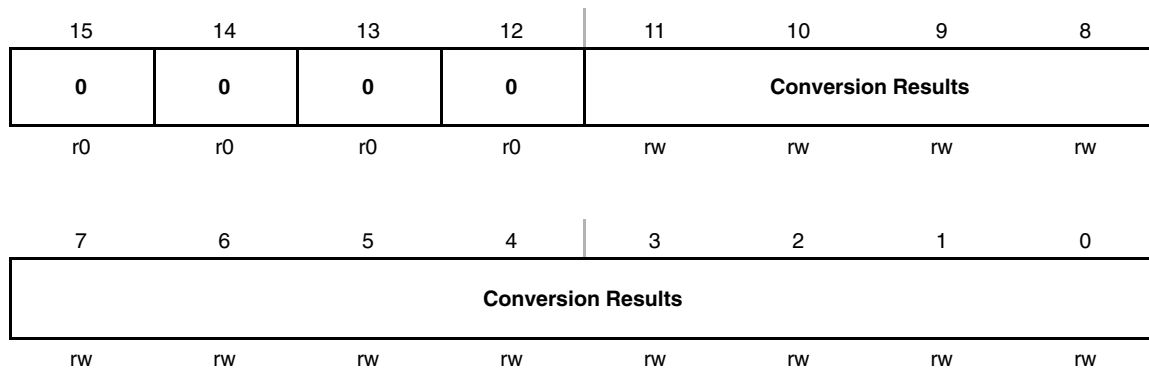 15 14 13 12 11 10 9 8
0 0 0 0 Conversion Results
r0 r0 r0 r0 rw rw rw rw
7 6 5 4 3 2 1 0
Conversion Results
rw rw rw rw rw rw rw rw